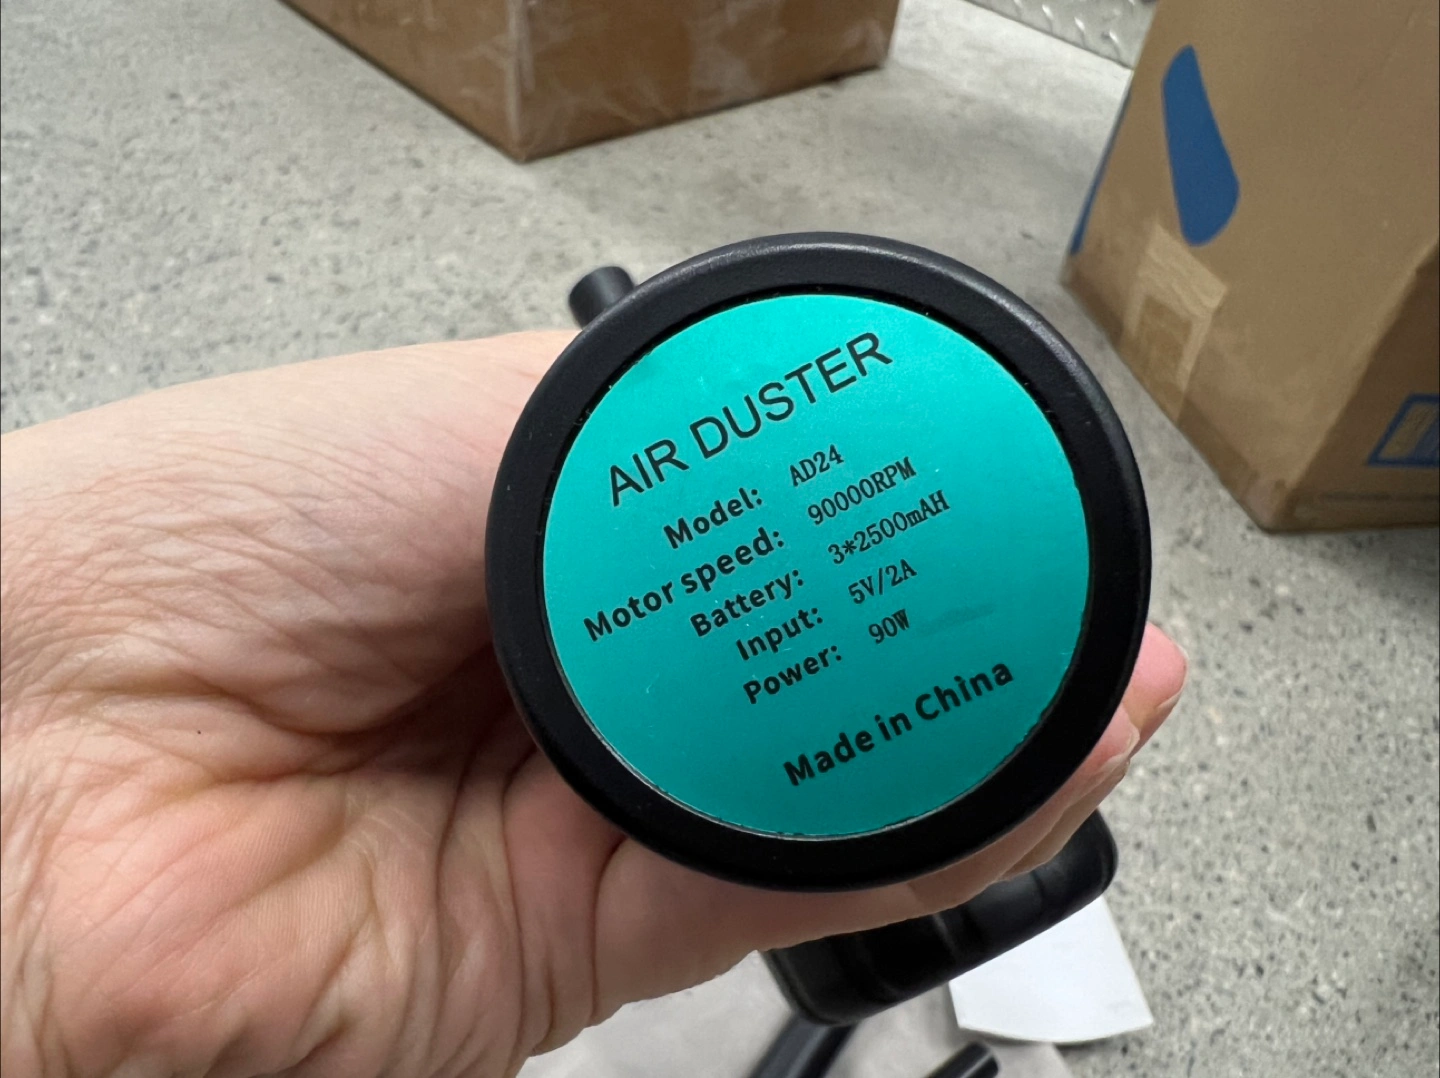 AIR DUSTER
Model: AD24
Motor speed: 90000RPM
Battery: 3*2500mAH
Input: 5V/2A
Power: 90W
Made in China